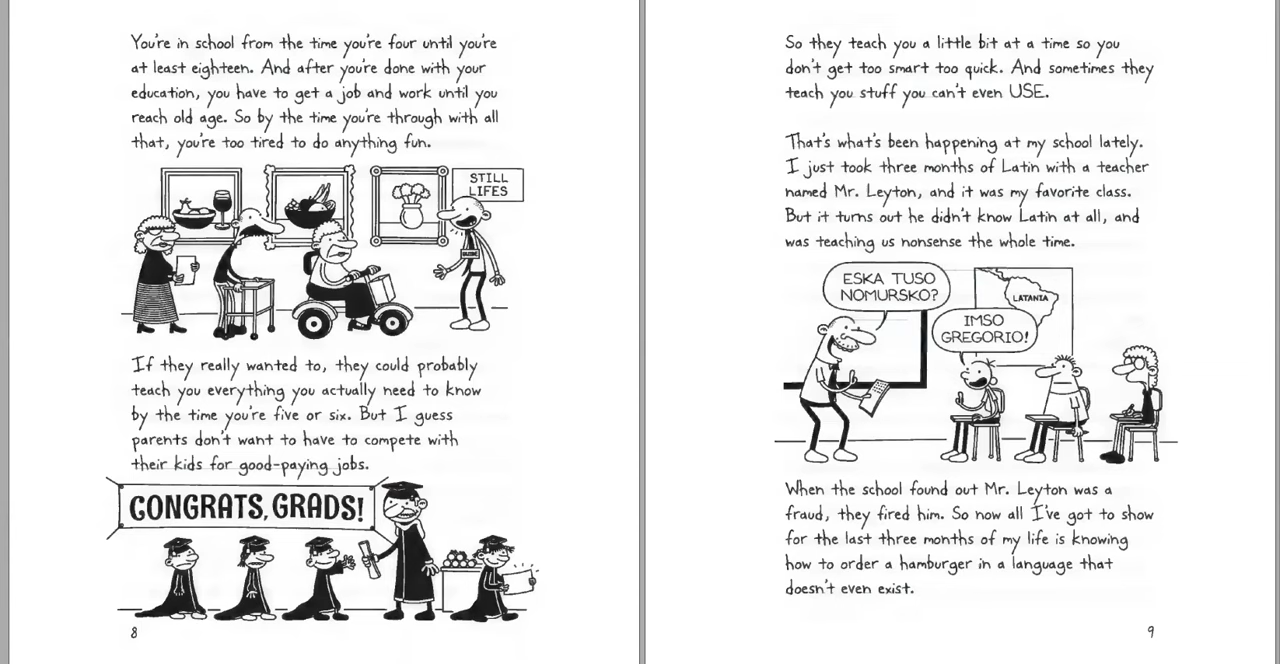 You're in school from the time you're four until you're
at least eighteen. And after you're done with your
education, you have to get a job and work until you
reach old age. So by the time you're through with all
that, you're too tired to do anything fun.
STILL
LIFES
If they really wanted to, they could probably
teach you everything you actually need to know
by the time you're five or six. But I guess
parents don't want to have to compete with
their kids for good-paying jobs.
CONGRATS, GRADS!
8
So they teach you a little bit at a time so you
don't get too smart too quick. And sometimes they
teach you stuff you can't even USE.
That's what's been happening at my school lately.
I just took three months of Latin with a teacher
named Mr. Leyton, and it was my favorite class.
But it turns out he didn't know Latin at all, and
was teaching us nonsense the whole time.
ESKA TUSO
NOMURSKO?
LATANIA
IMSO
GREGORIO!
When the school found out Mr. Leyton was a
fraud, they fired him. So now all I've got to show
for the last three months of my life is knowing
how to order a hamburger in a language that
doesn't even exist.
9